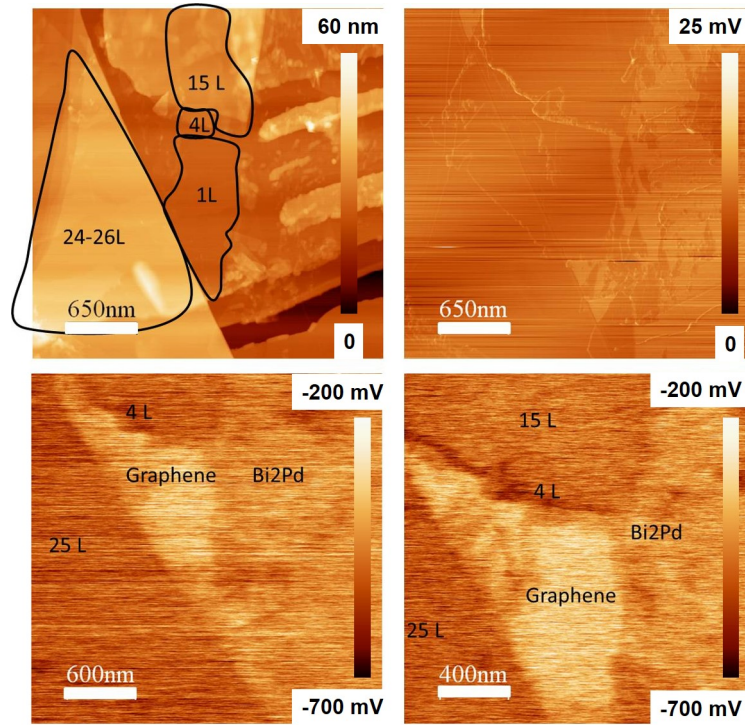 60 nm
15 L
4L
1L
24-26L
650nm
0
25 mV
650nm
0
-200 mV
4 L
Graphene
Bi2Pd
25 L
600nm
-700 mV
-200 mV
15 L
4 L
Bi2Pd
Graphene
25 L
400nm
-700 mV